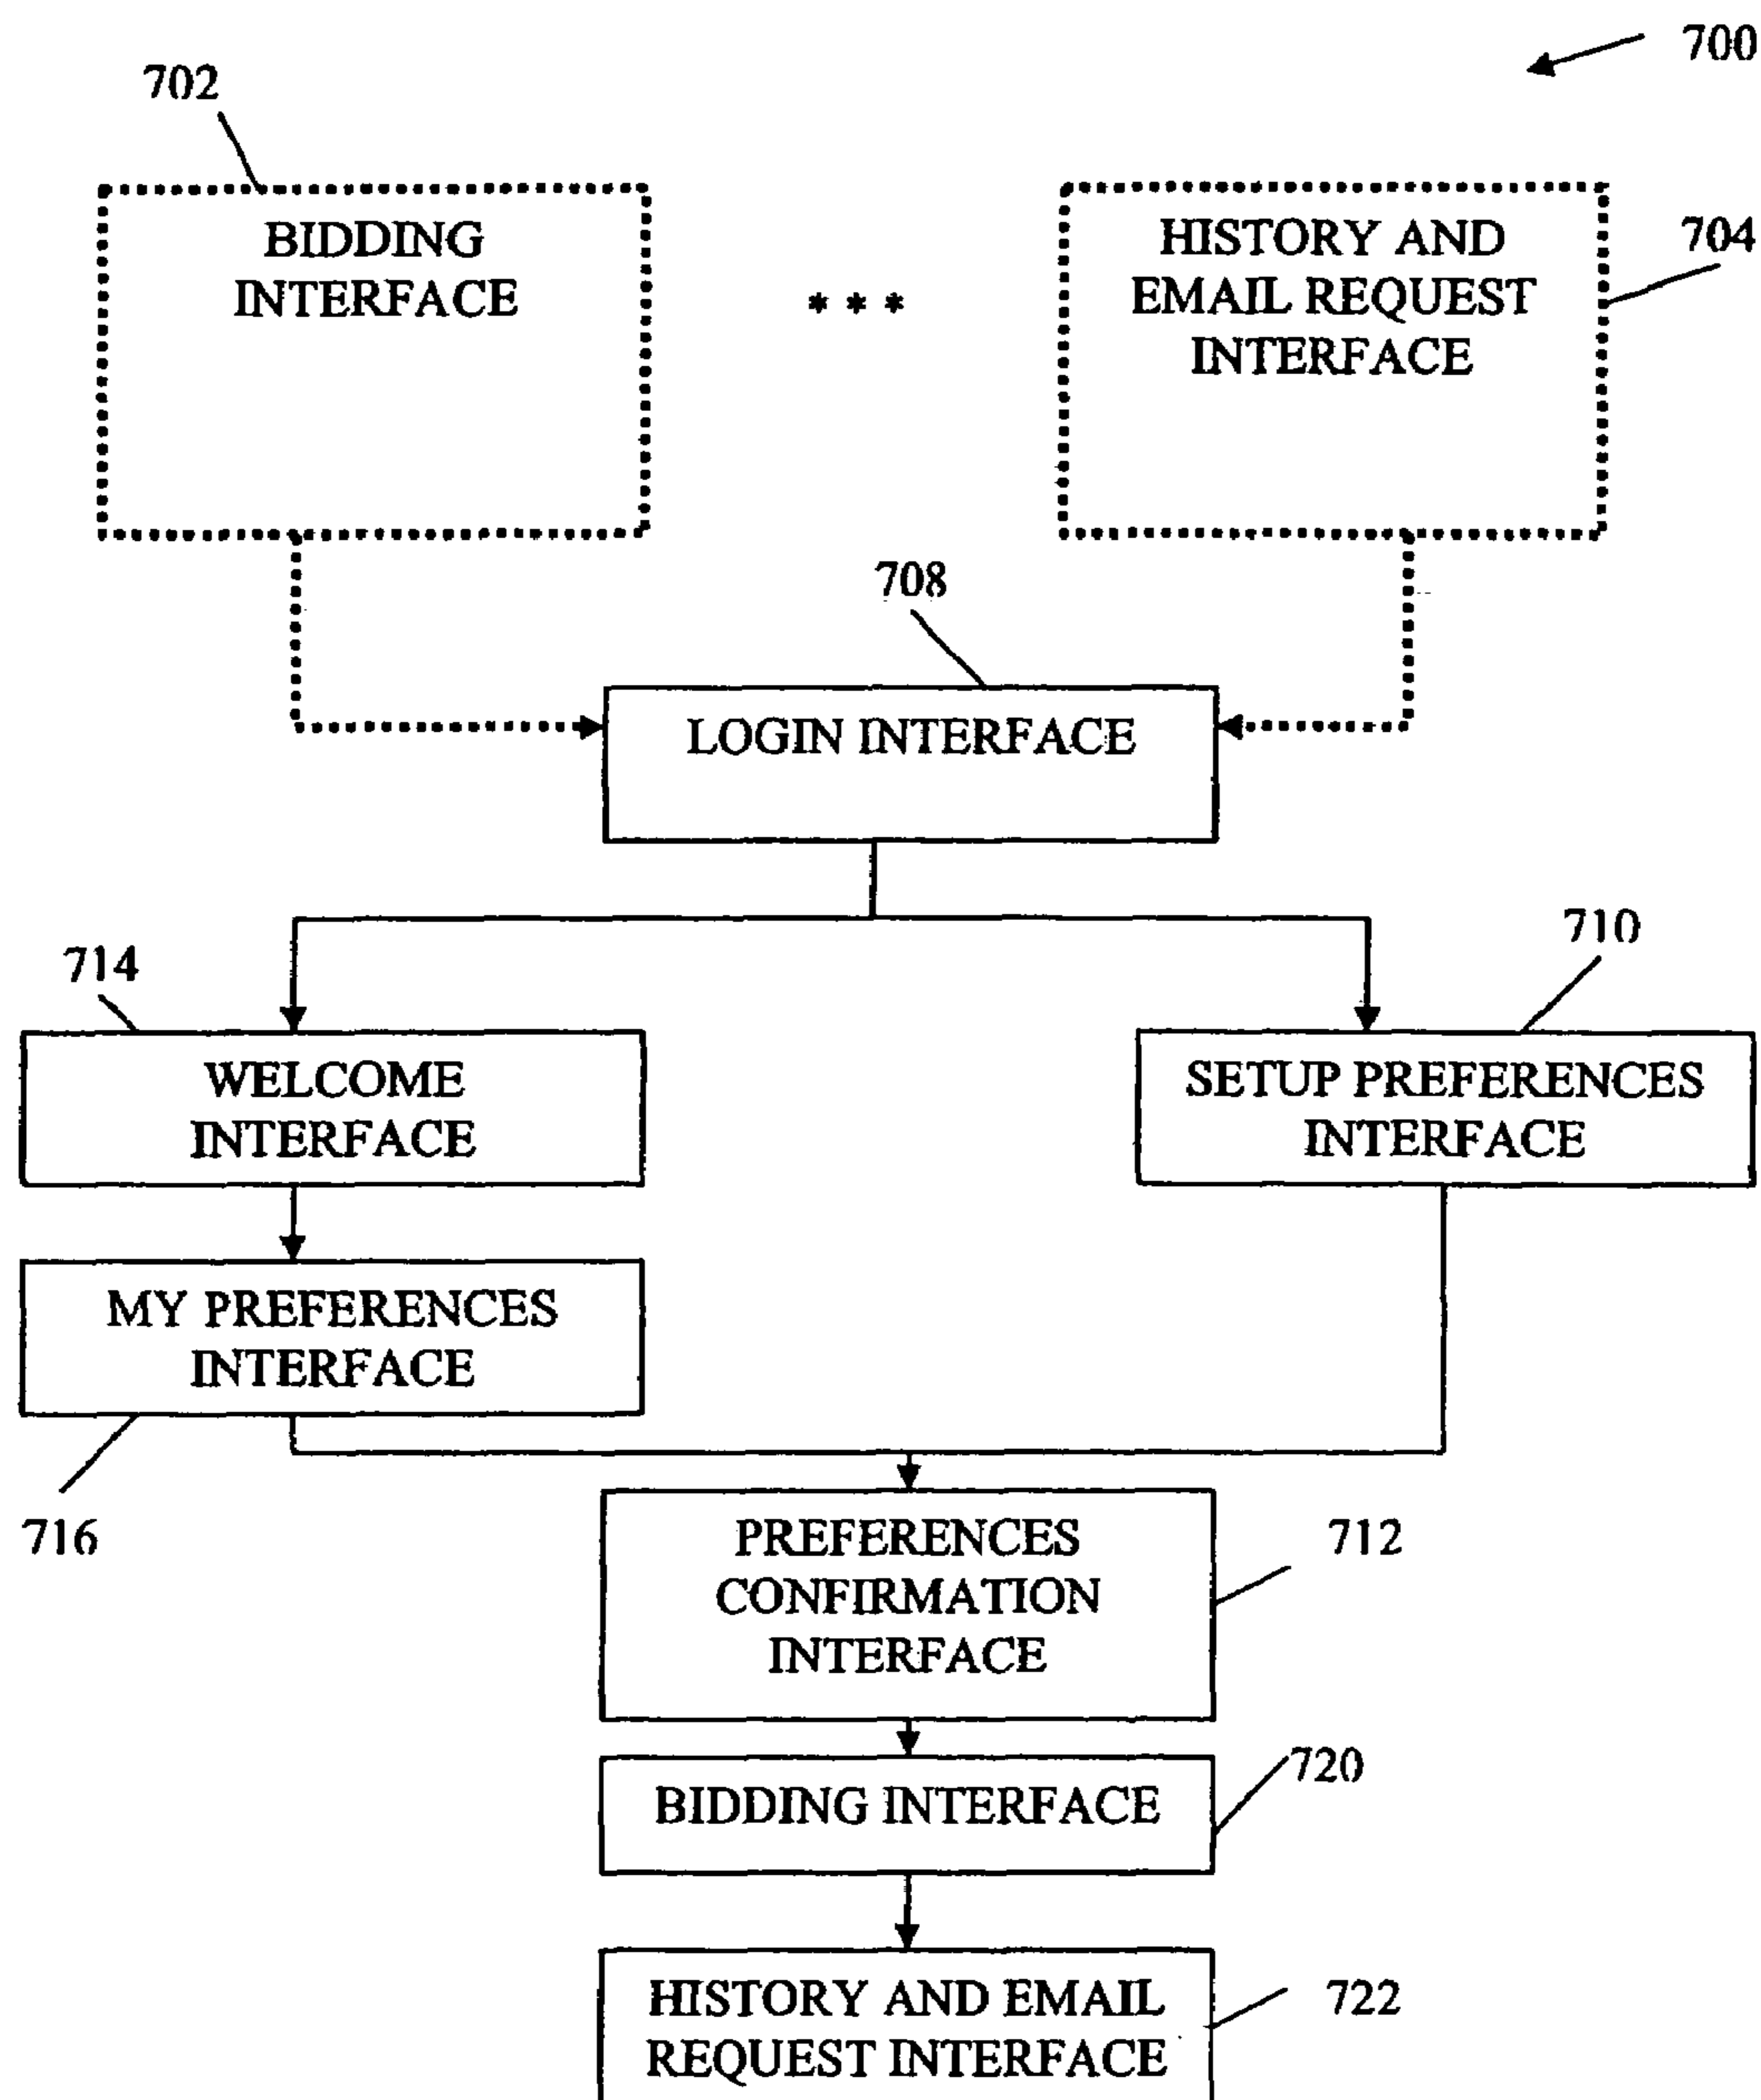 700
702
BIDDING
INTERFACE
* * *
HISTORY AND
EMAIL REQUEST
INTERFACE
704
708
LOGIN INTERFACE
714
710
WELCOME
INTERFACE
SETUP PREFERENCES
INTERFACE
MY PREFERENCES
INTERFACE
716
PREFERENCES
CONFIRMATION
INTERFACE
712
BIDDING INTERFACE
720
HISTORY AND EMAIL
REQUEST INTERFACE
722